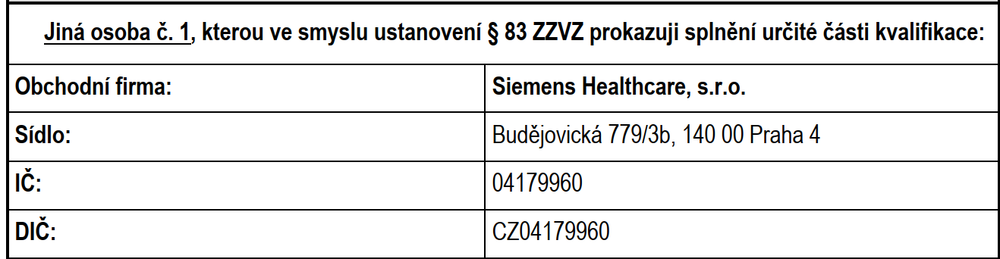 Jiná osoba č. 1, kterou ve smyslu ustanovení § 83 ZZVZ prokazuji splnění určité části kvalifikace:
Obchodní firma: Siemens Healthcare, s.r.o.
Sídlo: Budějovická 779/3b, 140 00 Praha 4
IČ: 04179960
DIČ: CZ04179960